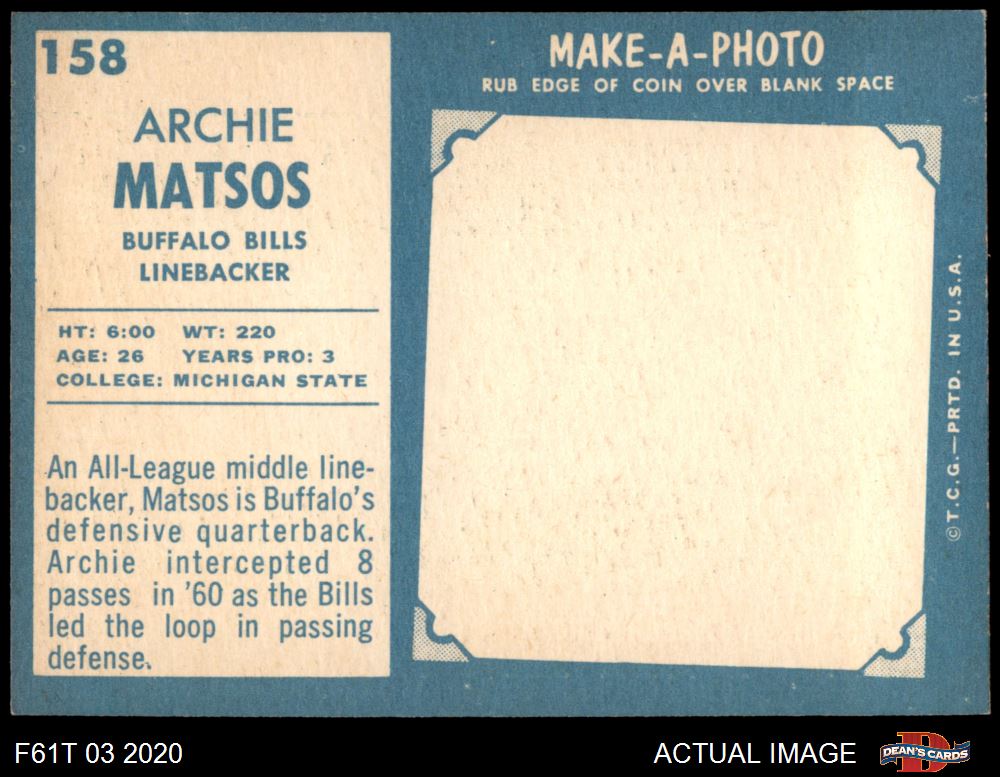 158
ARCHIE
MATSOS
BUFFALO BILLS
LINEBACKER
HT: 6:00 WT: 220
AGE: 26 YEARS PRO: 3
COLLEGE: MICHIGAN STATE
An All-League middle line-
backer, Matsos is Buffalo's
defensive quarterback.
Archie intercepted 8
passes in '60 as the Bills
led the loop in passing
defense.
MAKE-A-PHOTO
RUB EDGE OF COIN OVER BLANK SPACE
©T.C.G.—PRTD. IN U.S.A.
F61T 03 2020
ACTUAL IMAGE
D
DEAN'S CARDS